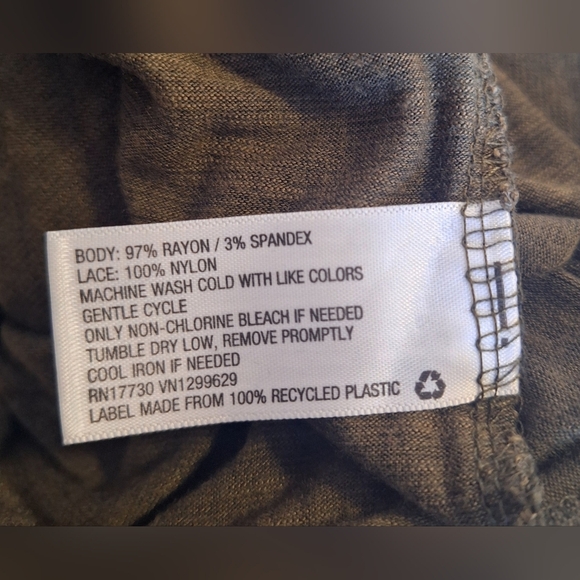 BODY: 97% RAYON / 3% SPANDEX
LACE: 100% NYLON
MACHINE WASH COLD WITH LIKE COLORS
GENTLE CYCLE
ONLY NON-CHLORINE BLEACH IF NEEDED
TUMBLE DRY LOW, REMOVE PROMPTLY
COOL IRON IF NEEDED
RN17730 VN1299629
LABEL MADE FROM 100% RECYCLED PLASTIC